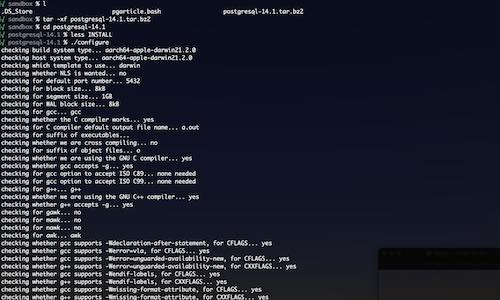 sandbox % l
.DS_Store pgarticle.bash postgresql-14.1.tar.bz2
sandbox % tar -xf postgresql-14.1.tar.bz2
sandbox % cd postgresql-14.1
postgresql-14.1 % less INSTALL
postgresql-14.1 % ./configure
checking build system type... aarch64-apple-darwin21.2.0
checking host system type... aarch64-apple-darwin21.2.0
checking which template to use... darwin
checking whether NLS is wanted... no
checking for default port number... 5432
checking for block size... 8kB
checking for segment size... 1GB
checking for WAL block size... 8kB
checking for gcc... gcc
checking whether the C compiler works... yes
checking for C compiler default output file name... a.out
checking for suffix of executables...
checking whether we are cross compiling... no
checking for suffix of object files... o
checking whether we are using the GNU C compiler... yes
checking whether gcc accepts -g... yes
checking for gcc option to accept ISO C89... none needed
checking for gcc option to accept ISO C99... none needed
checking for g++... g++
checking whether we are using the GNU C++ compiler... yes
checking whether g++ accepts -g... yes
checking for gawk... no
checking for mawk... no
checking for nawk... no
checking for awk... awk
checking whether gcc supports -Wdeclaration-after-statement, for CFLAGS... yes
checking whether gcc supports -Werror=vla, for CFLAGS... yes
checking whether gcc supports -Werror=unguarded-availability-new, for CFLAGS... yes
checking whether g++ supports -Werror=unguarded-availability-new, for CXXFLAGS... yes
checking whether gcc supports -Wendif-labels, for CFLAGS... yes
checking whether g++ supports -Wendif-labels, for CXXFLAGS... yes
checking whether gcc supports -Wmissing-format-attribute, for CFLAGS... yes
checking whether g++ supports -Wmissing-format-attribute, for CXXFLAGS... yes